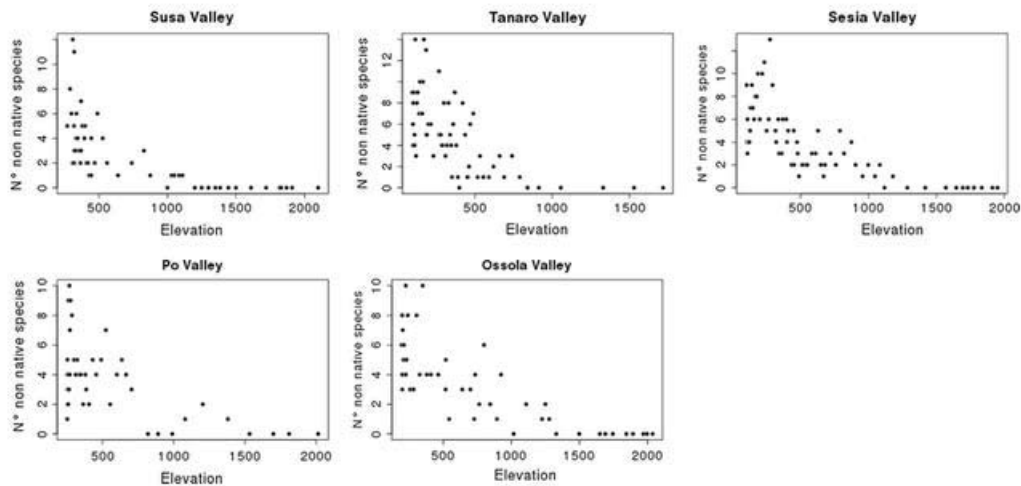 Susa Valley
N° non native species
0 2 4 6 8 10
500 1000 1500 2000
Elevation
Tanaro Valley
N° non native species
0 2 4 6 8 12
500 1000 1500
Elevation
Sesia Valley
N° non native species
0 2 4 6 8 10
500 1000 1500 2000
Elevation
Po Valley
N° non native species
0 2 4 6 8 10
500 1000 1500 2000
Elevation
Ossola Valley
N° non native species
0 2 4 6 8 10
500 1000 1500 2000
Elevation